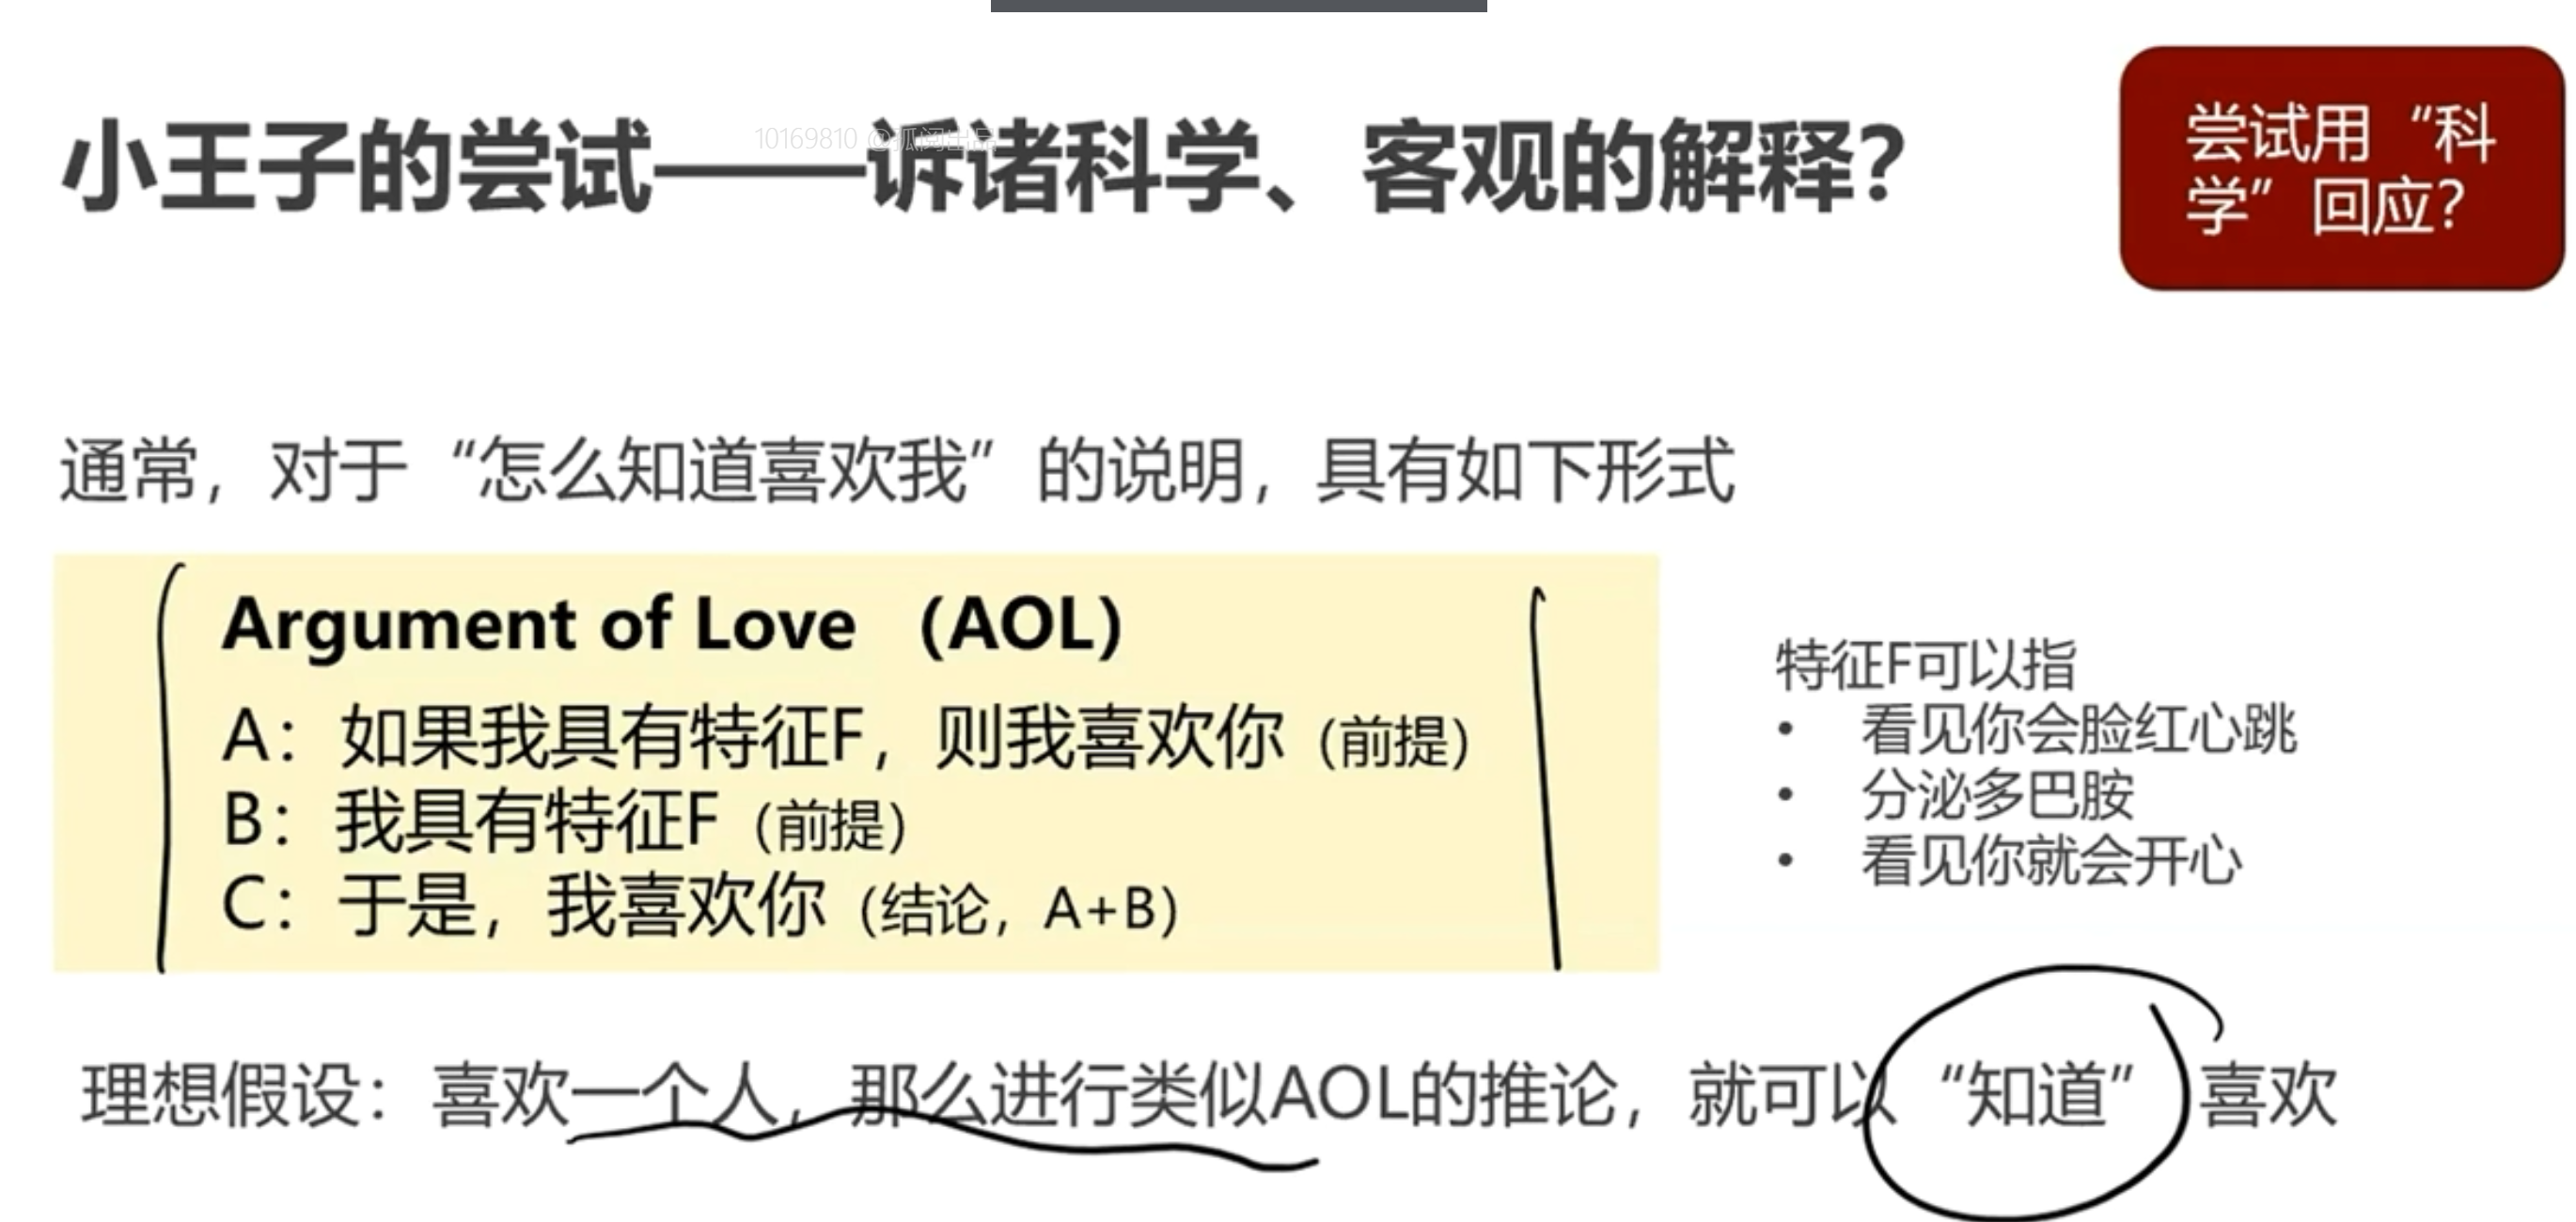 小王子的尝试——诉诸科学、客观的解释？
10169810 @孤阅出品
尝试用“科
学”回应？
通常，对于“怎么知道喜欢我”的说明，具有如下形式
Argument of Love （AOL）
A：如果我具有特征F，则我喜欢你（前提）
B：我具有特征F（前提）
C：于是，我喜欢你（结论，A+B）
特征F可以指
• 看见你会脸红心跳
• 分泌多巴胺
• 看见你就会开心
理想假设：喜欢一个人，那么进行类似AOL的推论，就可以“知道”喜欢